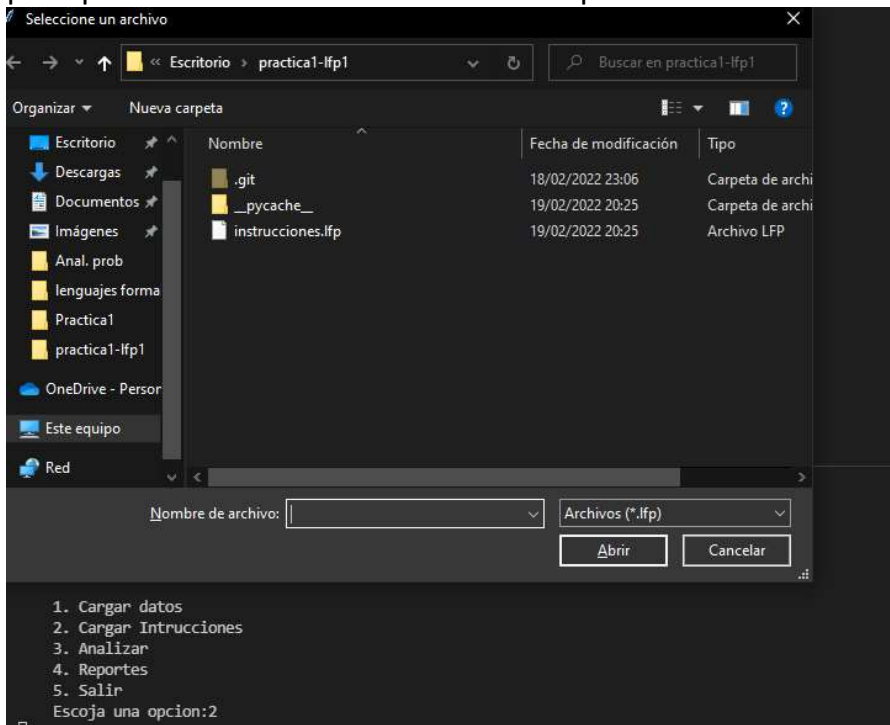 Seleccione un archivo
« Escritorio › practica1-lfp1
Buscar en practica1-lfp1
Organizar
Nueva carpeta
Nombre
Fecha de modificación
Tipo
Escritorio
Descargas
Documentos
Imágenes
Anal. prob
lenguajes forma
Practica1
practica1-lfp1
OneDrive - Person
Este equipo
Red
.git 18/02/2022 23:06 Carpeta de archi
__pycache__ 19/02/2022 20:25 Carpeta de archi
instrucciones.lfp 19/02/2022 20:25 Archivo LFP
Nombre de archivo:
Archivos (*.lfp)
Abrir
Cancelar
1. Cargar datos
2. Cargar Intrucciones
3. Analizar
4. Reportes
5. Salir
Escoja una opcion:2